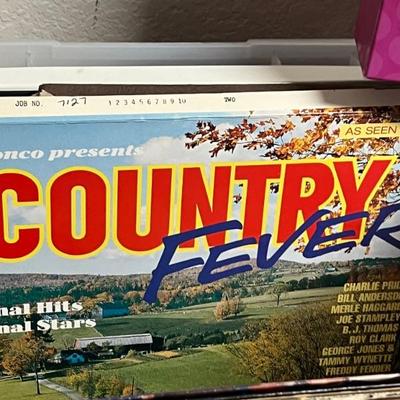 JOB NO. 7127 1 2 3 4 5 6 7 8 9 10 TWO
AS SEEN
onco presents
COUNTRY
FEVER
nal Hits
nal Stars
CHARLIE PRID
BILL ANDERSON
MERLE HAGGARD
JOE STAMPLEY
B.J. THOMAS
ROY CLARK
GEORGE JONES &
TAMMY WYNETTE
FREDDY FENDER